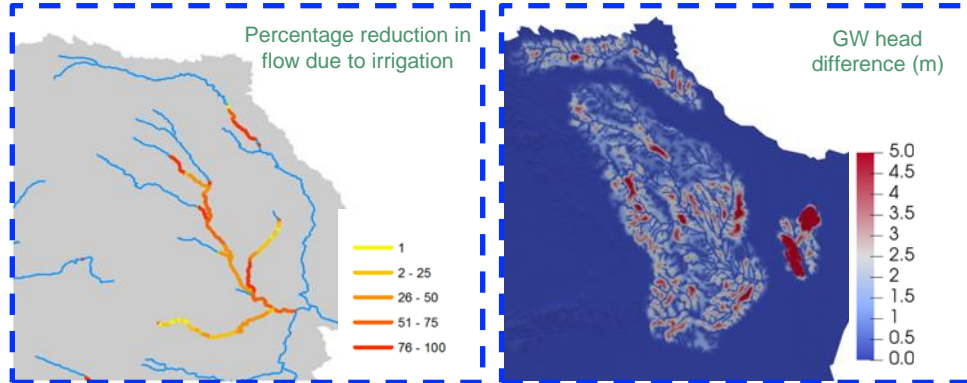 Percentage reduction in
flow due to irrigation
1
2 - 25
26 - 50
51 - 75
76 - 100
GW head
difference (m)
5.0
4.5
4
3.5
3
2.5
2
1.5
1
0.5
0.0